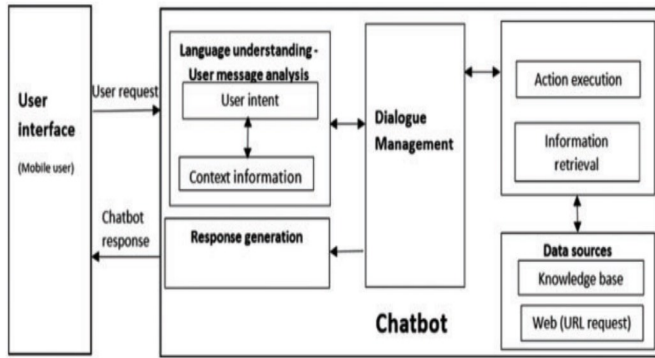 User
interface
(Mobile user)
User request
Chatbot
response
Language understanding -
User message analysis
User intent
Context information
Response generation
Dialogue
Management
Action execution
Information
retrieval
Data sources
Knowledge base
Web (URL request)
Chatbot